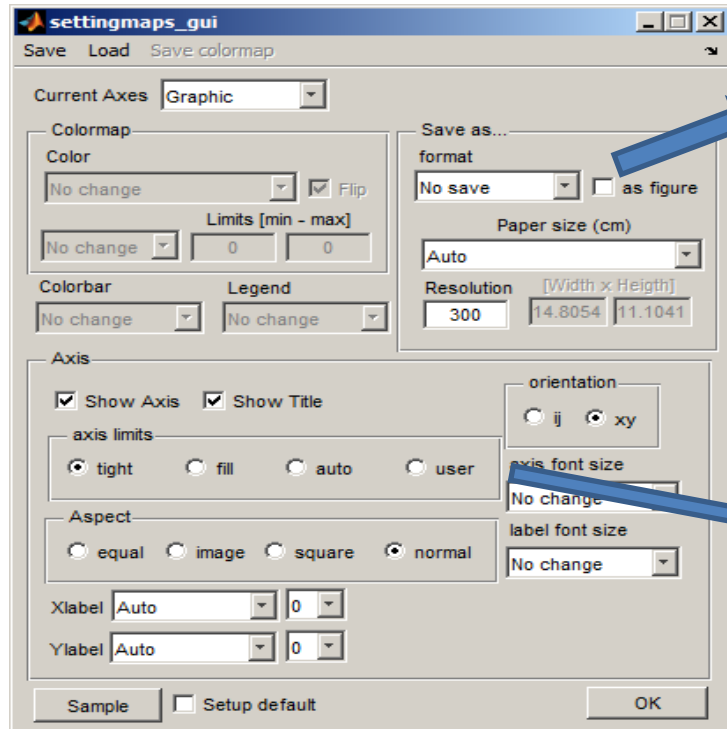 settingmaps_gui
Save Load Save colormap
Current Axes Graphic
Colormap
Color
No change Flip
Limits [min - max]
No change 0 0
Colorbar Legend
No change No change
Save as...
format
No save as figure
Paper size (cm)
Auto
Resolution [Width x Heigth]
300 14.8054 11.1041
Axis
Show Axis Show Title
orientation
ij xy
axis limits
tight fill auto user
axis font size
No change
Aspect
equal image square normal
label font size
No change
Xlabel Auto 0
Ylabel Auto 0
Sample Setup default OK